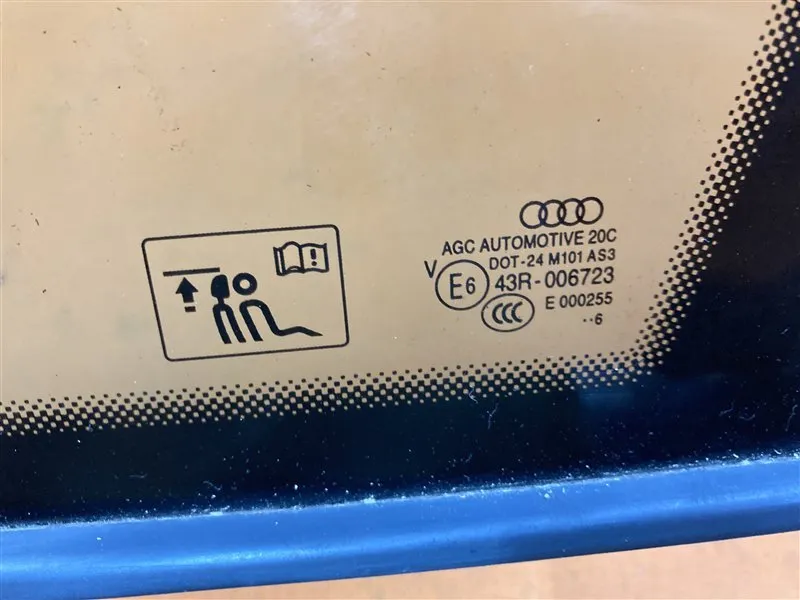 AGC AUTOMOTIVE 20C
DOT-24 M101 AS3
V E6 43R-006723
CCC E 000255
··6
!